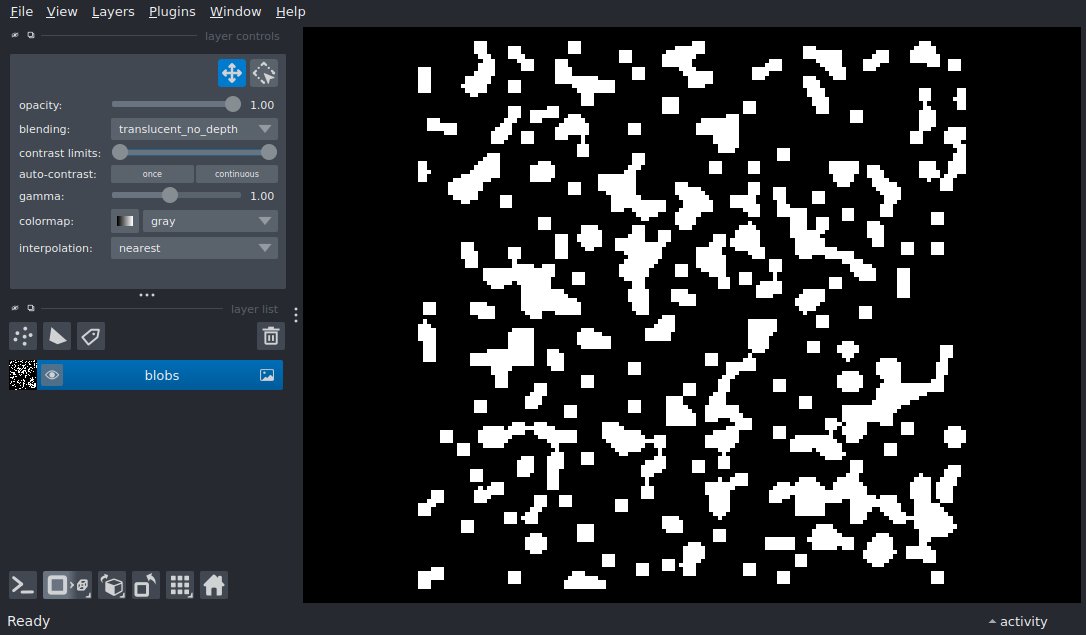 File View Layers Plugins Window Help
layer controls
opacity: 1.00
blending: translucent_no_depth
contrast limits:
auto-contrast: once continuous
gamma: 1.00
colormap: gray
interpolation: nearest
layer list
blobs
Ready activity